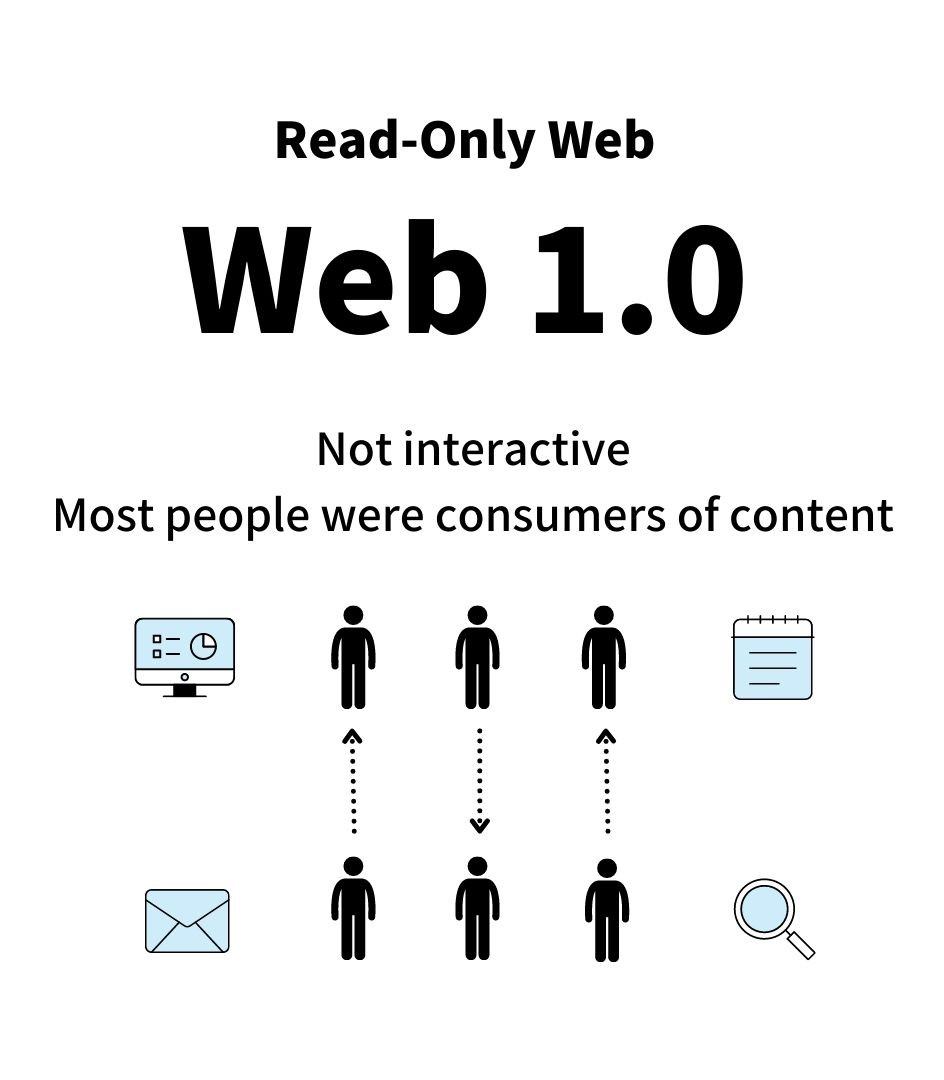 Read-Only Web
Web 1.0
Not interactive
Most people were consumers of content